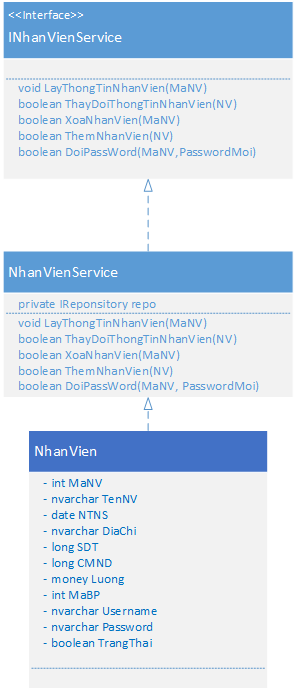 <<Interface>>
INhanVienService
void LayThongTinNhanVien(MaNV)
boolean ThayDoiThongTinNhanVien(NV)
boolean XoaNhanVien(MaNV)
boolean ThemNhanVien(NV)
boolean DoiPassWord(MaNV,PasswordMoi)
NhanVienService
private IReponsitory repo
void LayThongTinNhanVien(MaNV)
boolean ThayDoiThongTinNhanVien(NV)
boolean XoaNhanVien(MaNV)
boolean ThemNhanVien(NV)
boolean DoiPassWord(MaNV, PasswordMoi)
NhanVien
- int MaNV
- nvarchar TenNV
- date NTNS
- nvarchar DiaChi
- long SDT
- long CMND
- money Luong
- int MaBP
- nvarchar Username
- nvarchar Password
- boolean TrangThai